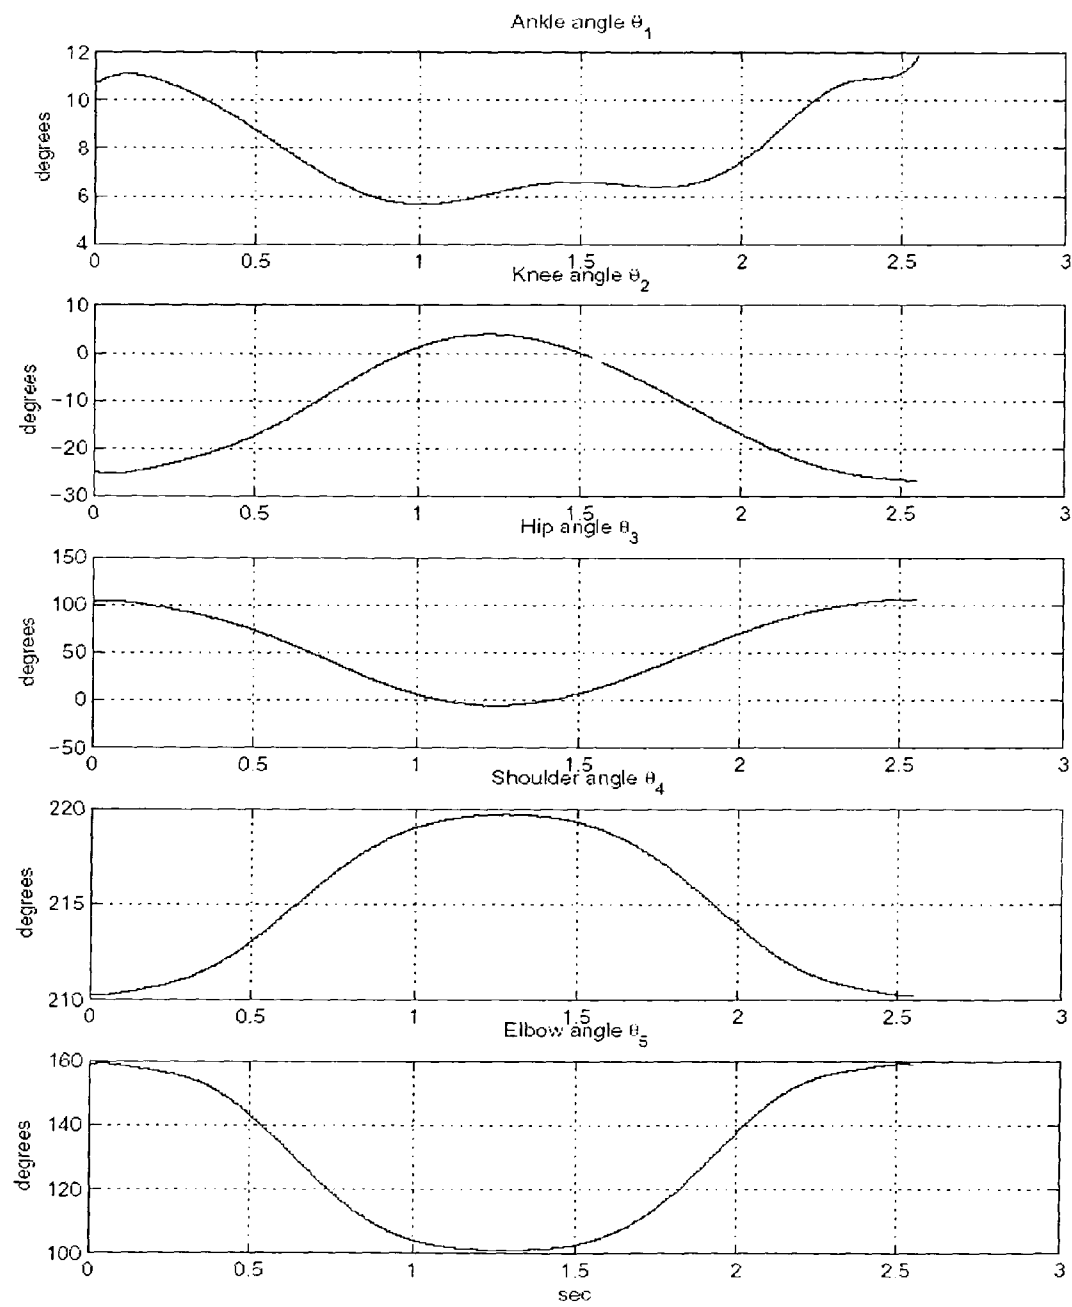 Ankle angle θ1
12
10
8
6
4
degrees
0 0.5 1 1.5 2 2.5 3
Knee angle θ2
10
0
−10
−20
−30
degrees
0 0.5 1 1.5 2 2.5 3
Hip angle θ3
150
100
50
0
−50
degrees
0 0.5 1 1.5 2 2.5 3
Shoulder angle θ4
220
215
210
degrees
0 0.5 1 1.5 2 2.5 3
Elbow angle θ5
160
140
120
100
degrees
0 0.5 1 1.5 2 2.5 3
sec